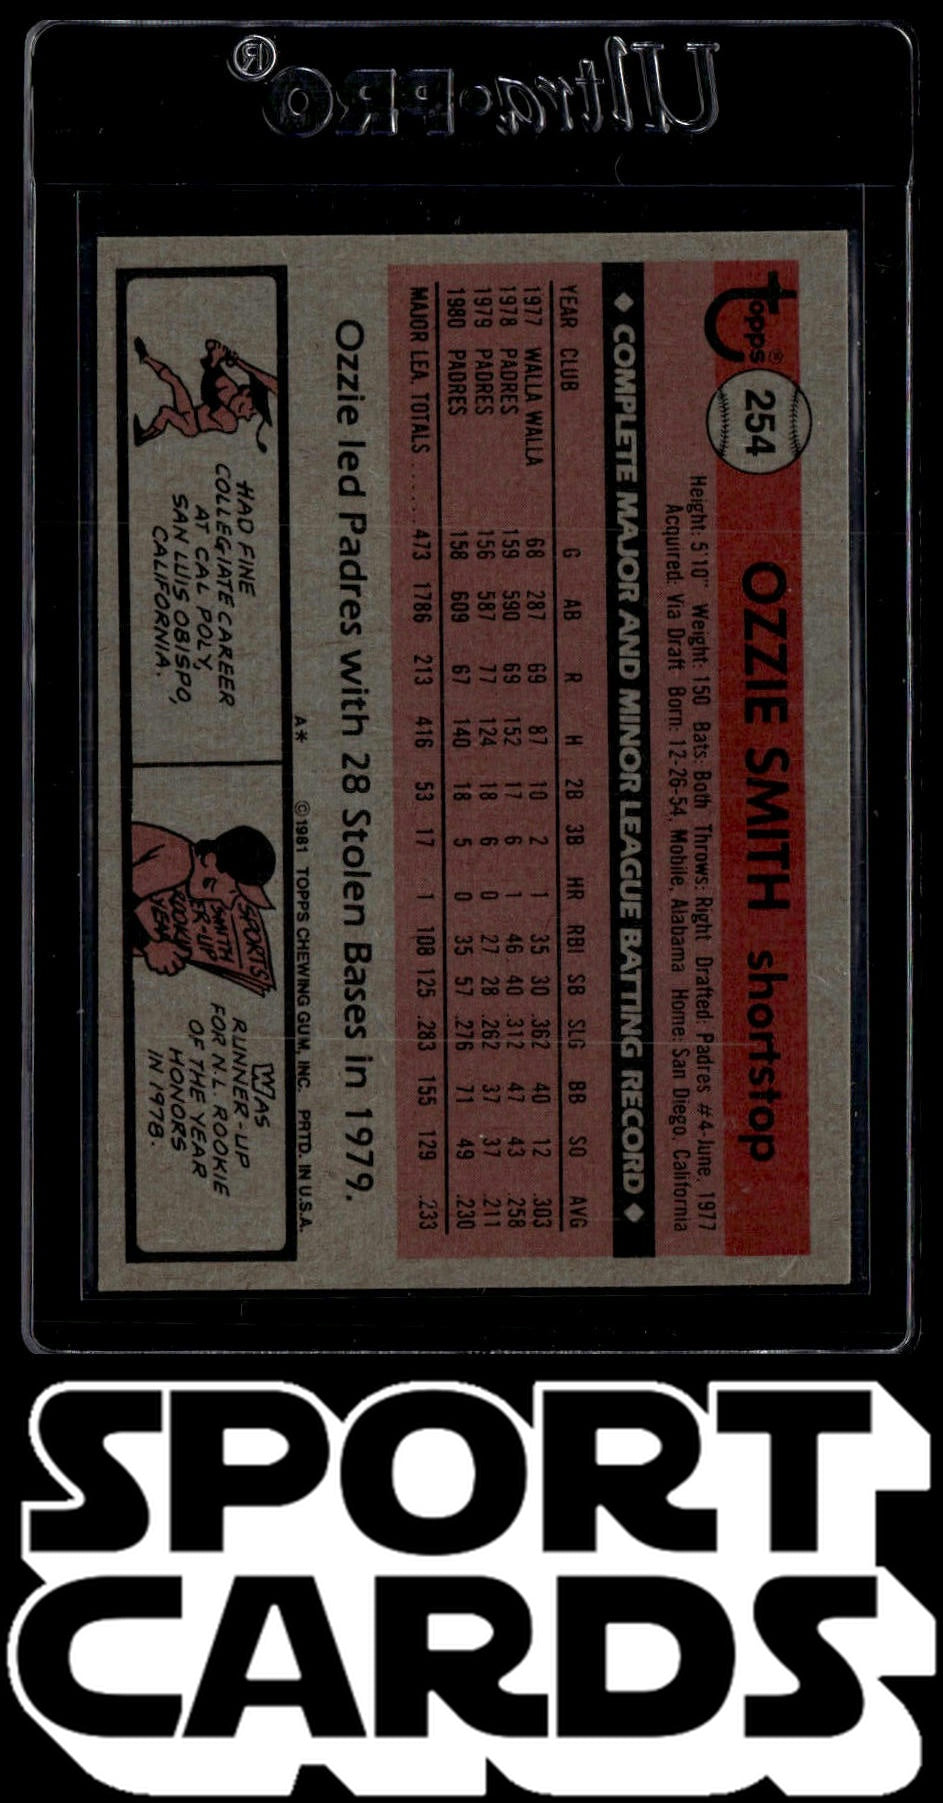 Ultra•PRO®
topps®
254
OZZIE SMITH shortstop
Height: 5'10" Weight: 150 Bats: Both Throws: Right Drafted: Padres #4-June, 1977
Acquired: Via Draft Born: 12-26-54, Mobile, Alabama Home: San Diego, California
♦ COMPLETE MAJOR AND MINOR LEAGUE BATTING RECORD ♦
YEAR CLUB G AB R H 2B 3B HR RBI SB SLG BB SO AVG
1977 WALLA WALLA 68 287 69 87 10 2 1 35 30 .362 40 12 .303
1978 PADRES 159 590 69 152 17 6 1 46 40 .312 47 43 .258
1979 PADRES 156 587 77 124 18 6 0 27 28 .262 37 37 .211
1980 PADRES 158 609 67 140 18 5 0 35 57 .276 71 49 .230
MAJOR LEA. TOTALS...... 473 1786 213 416 53 17 1 108 125 .283 155 129 .233
Ozzie led Padres with 28 Stolen Bases in 1979.
A* ©1981 TOPPS CHEWING GUM, INC. PRTD. IN U.S.A.
HAD FINE
COLLEGIATE CAREER
AT CAL POLY,
SAN LUIS OBISPO,
CALIFORNIA.
SPORTS
SMITH
R-UP
ROOKIE
YEAR
WAS
RUNNER-UP
FOR N.L. ROOKIE
OF THE YEAR
HONORS
IN 1978.
SPORT
CARDS